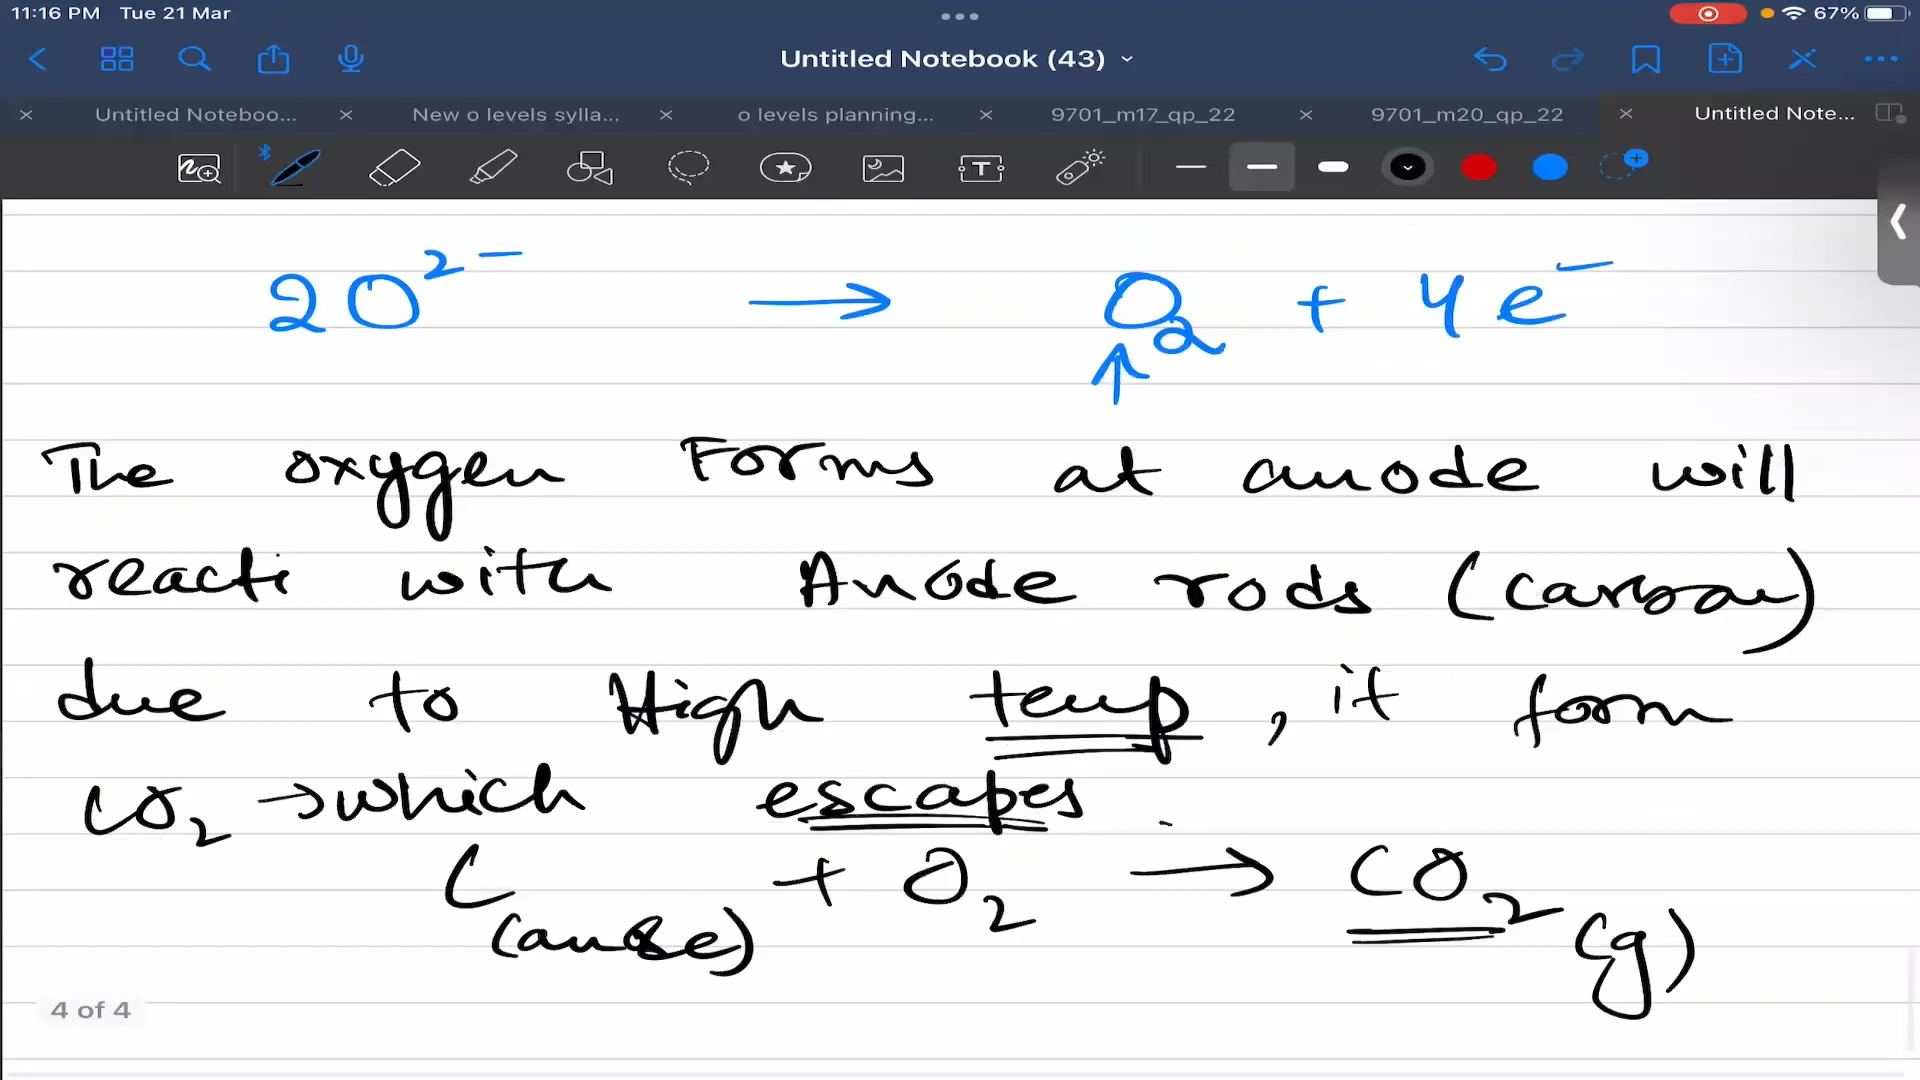 11:16 PM Tue 21 Mar
67%
Untitled Notebook (43)
Untitled Noteboo...
New o levels sylla...
o levels planning...
9701_m17_qp_22
9701_m20_qp_22
Untitled Note...
2O²⁻ → O₂ + 4e⁻
↑
The oxygen Forms at anode will
reacti with Anode rods (carbon)
due to High temp, it form
CO₂ → which escapes
C (anode) + O₂ → CO₂ (g)
4 of 4